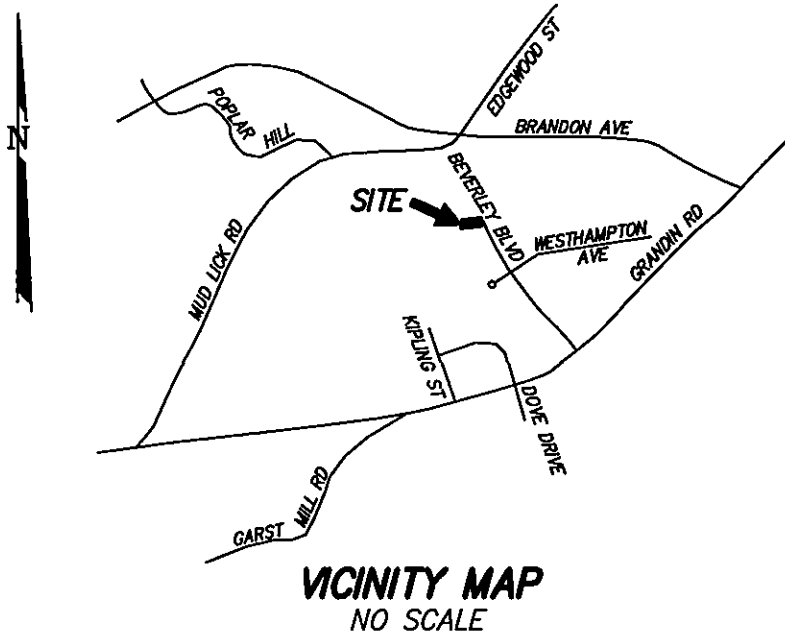 EDGEWOOD ST
POPLAR
HILL
BRANDON AVE
N
BEVERLEY BLVD
SITE
WESTHAMPTON
AVE
GRANDIN RD
MUD LICK RD
KIPLING ST
DOVE DRIVE
GARST
MILL RD
VICINITY MAP
NO SCALE